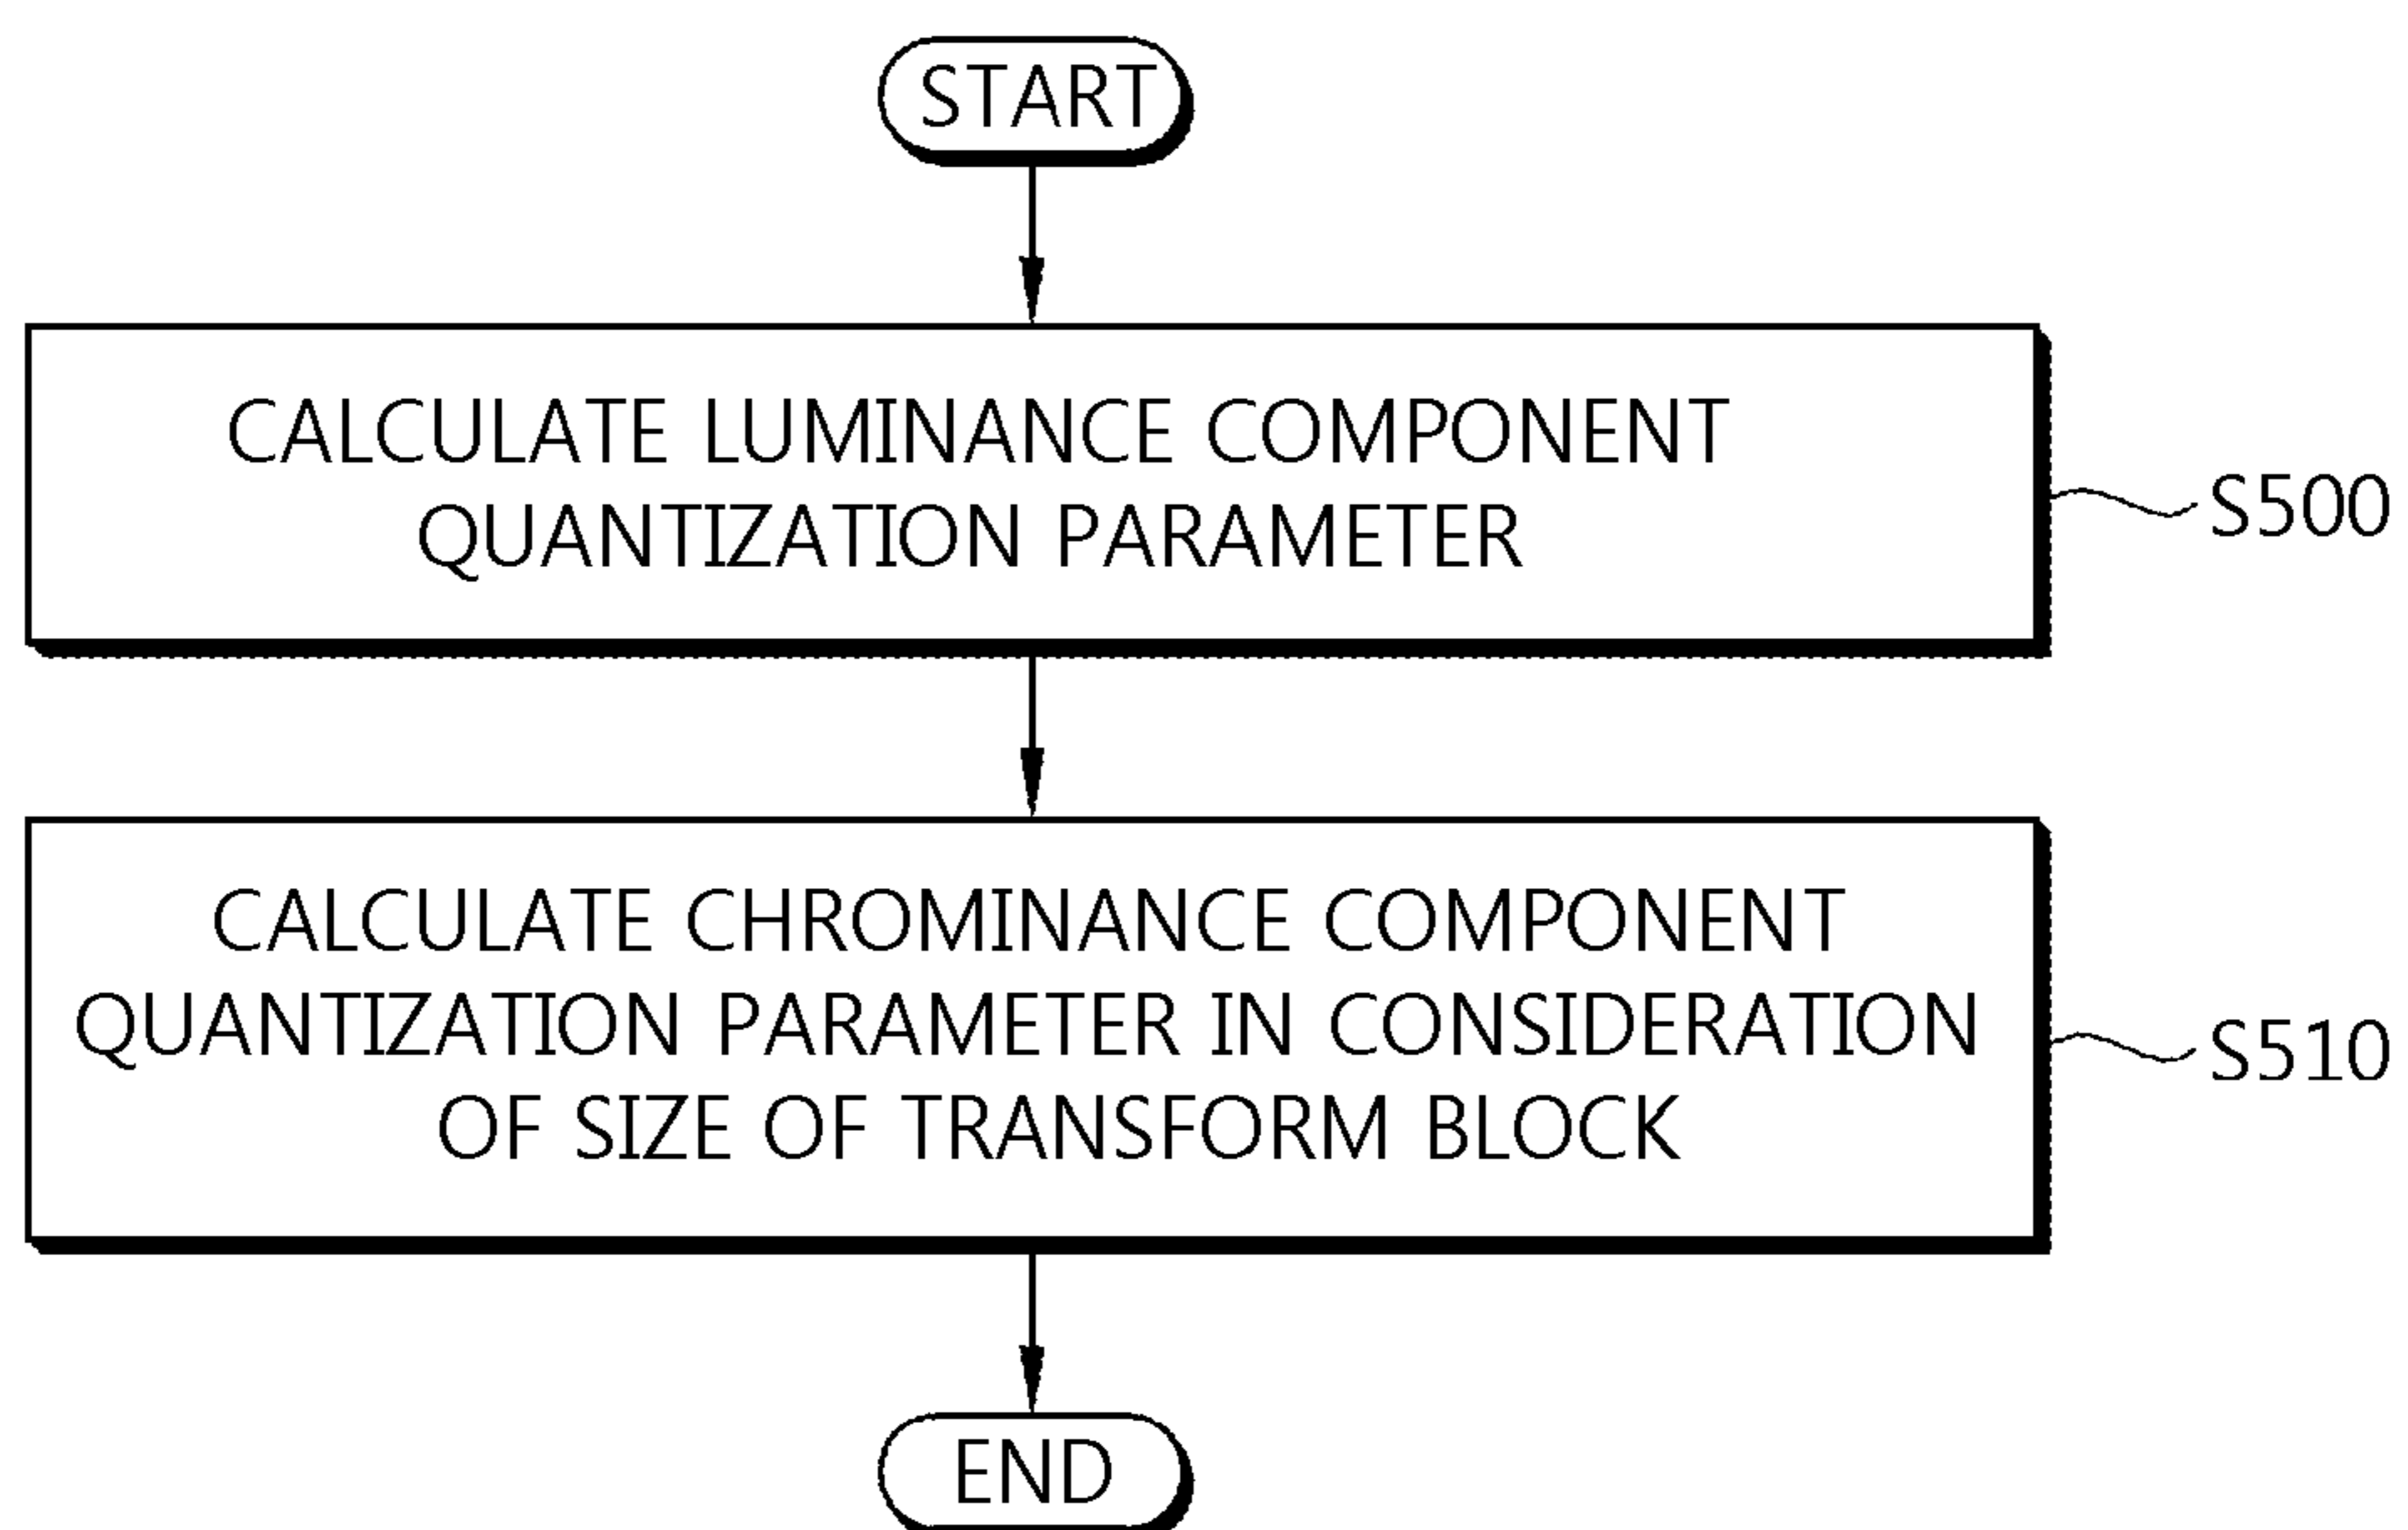 START
CALCULATE LUMINANCE COMPONENT
QUANTIZATION PARAMETER
S500
CALCULATE CHROMINANCE COMPONENT
QUANTIZATION PARAMETER IN CONSIDERATION
OF SIZE OF TRANSFORM BLOCK
S510
END